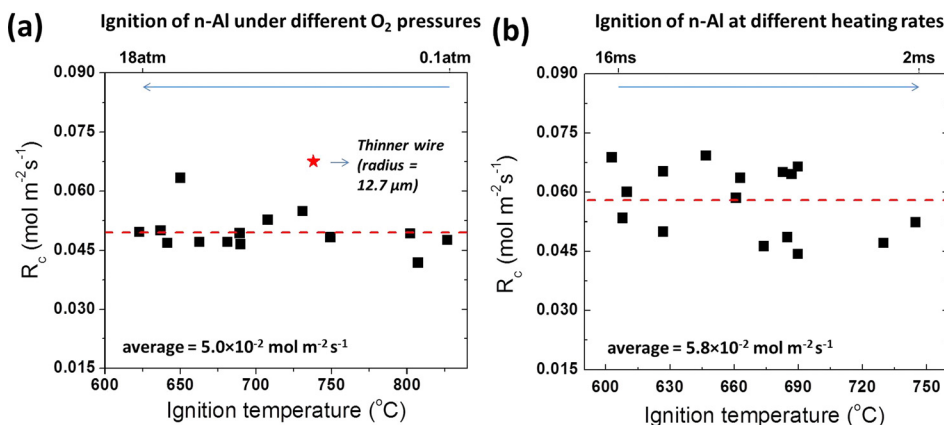 (a)
Ignition of n-Al under different O₂ pressures
18atm
0.1atm
0.090
0.075
0.060
0.045
0.030
0.015
R꜀ (mol m⁻² s⁻¹)
Thinner wire
(radius =
12.7 μm)
average = 5.0×10⁻² mol m⁻² s⁻¹
600
650
700
750
800
Ignition temperature (°C)
(b)
Ignition of n-Al at different heating rates
16ms
2ms
0.090
0.075
0.060
0.045
0.030
0.015
R꜀ (mol m⁻² s⁻¹)
average = 5.8×10⁻² mol m⁻² s⁻¹
600
630
660
690
720
750
Ignition temperature (°C)